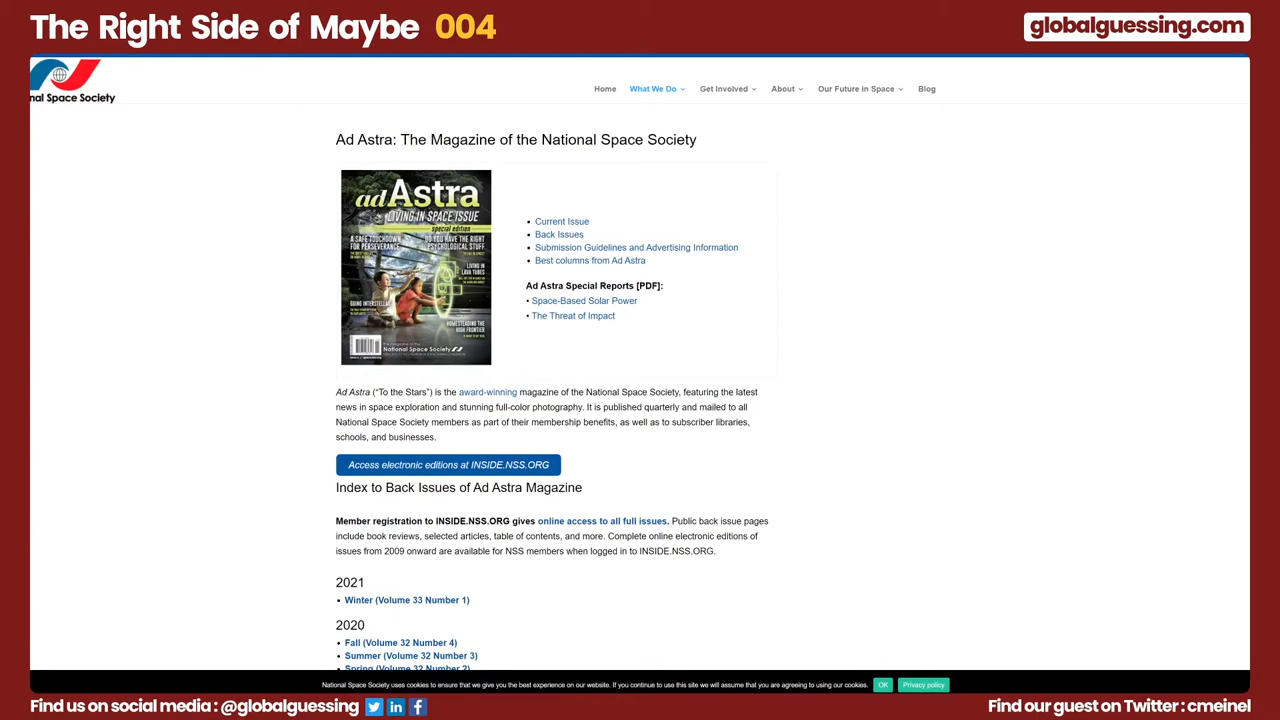 The Right Side of Maybe 004
globalguessing.com
nal Space Society
Home What We Do Get Involved About Our Future in Space Blog
Ad Astra: The Magazine of the National Space Society
adAstra
LIVING IN SPACE ISSUE
special edition
A SAFE TOUCHDOWN
FOR PERSEVERANCE
DO YOU HAVE THE RIGHT
PSYCHOLOGICAL STUFF
LIVING IN
LAVA TUBES
GOING INTERSTELLAR
HOMESTEADING THE
HIGH FRONTIER
National Space Society
• Current Issue
• Back Issues
• Submission Guidelines and Advertising Information
• Best columns from Ad Astra
Ad Astra Special Reports [PDF]:
• Space-Based Solar Power
• The Threat of Impact
Ad Astra (“To the Stars”) is the award-winning magazine of the National Space Society, featuring the latest
news in space exploration and stunning full-color photography. It is published quarterly and mailed to all
National Space Society members as part of their membership benefits, as well as to subscriber libraries,
schools, and businesses.
Access electronic editions at INSIDE.NSS.ORG
Index to Back Issues of Ad Astra Magazine
Member registration to INSIDE.NSS.ORG gives online access to all full issues. Public back issue pages
include book reviews, selected articles, table of contents, and more. Complete online electronic editions of
issues from 2009 onward are available for NSS members when logged in to INSIDE.NSS.ORG.
2021
• Winter (Volume 33 Number 1)
2020
• Fall (Volume 32 Number 4)
• Summer (Volume 32 Number 3)
• Spring (Volume 32 Number 2)
National Space Society uses cookies to ensure that we give you the best experience on our website. If you continue to use this site we will assume that you are agreeing to using our cookies. OK Privacy policy
Find us on social media : @globalguessing
Find our guest on Twitter : cmeinel